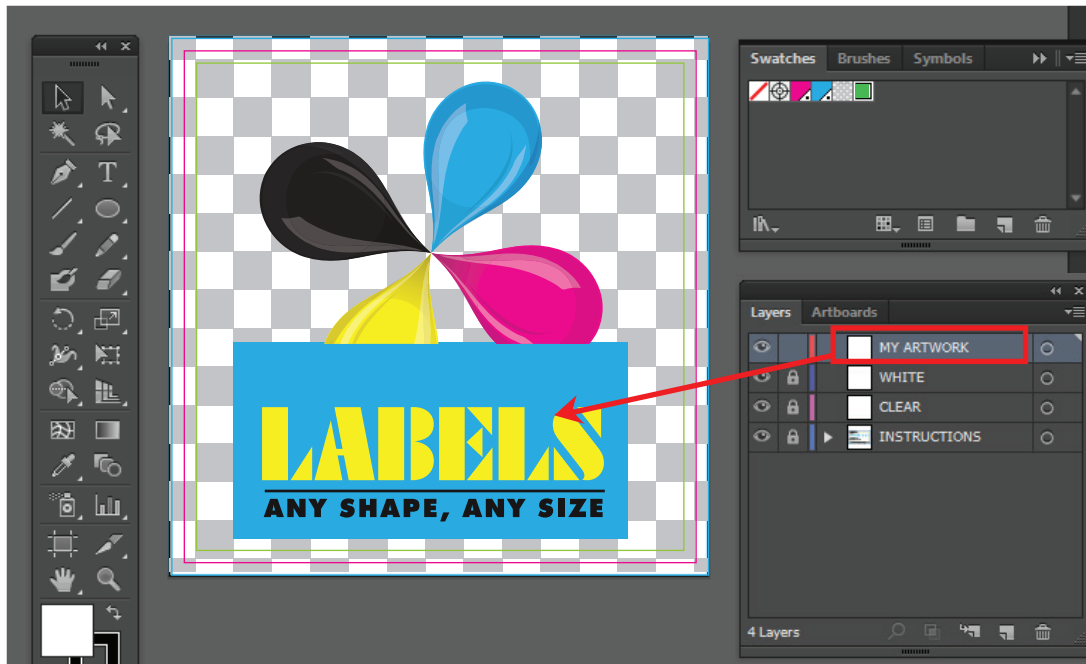 Swatches Brushes Symbols
LABELS
ANY SHAPE, ANY SIZE
Layers Artboards
MY ARTWORK
WHITE
CLEAR
INSTRUCTIONS
4 Layers